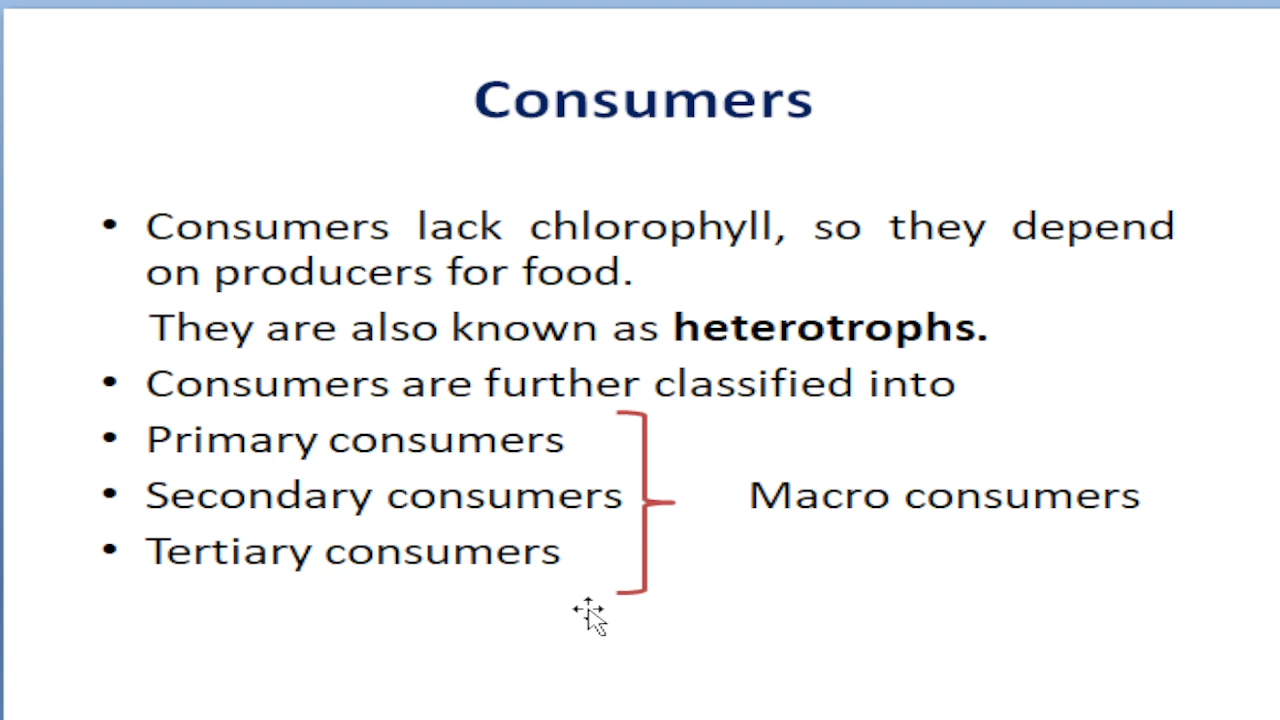 Consumers
• Consumers lack chlorophyll, so they depend
on producers for food.
They are also known as heterotrophs.
• Consumers are further classified into
• Primary consumers
• Secondary consumers
Macro consumers
• Tertiary consumers